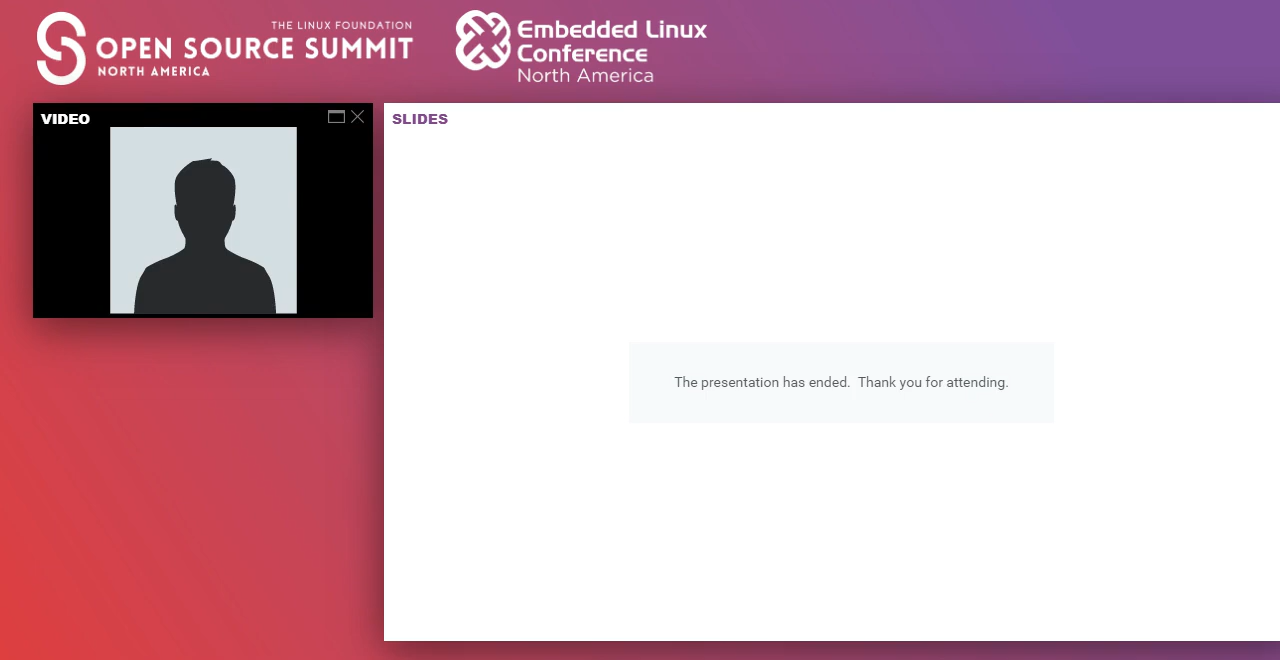 THE LINUX FOUNDATION
OPEN SOURCE SUMMIT
NORTH AMERICA
Embedded Linux
Conference
North America
VIDEO
SLIDES
The presentation has ended.  Thank you for attending.